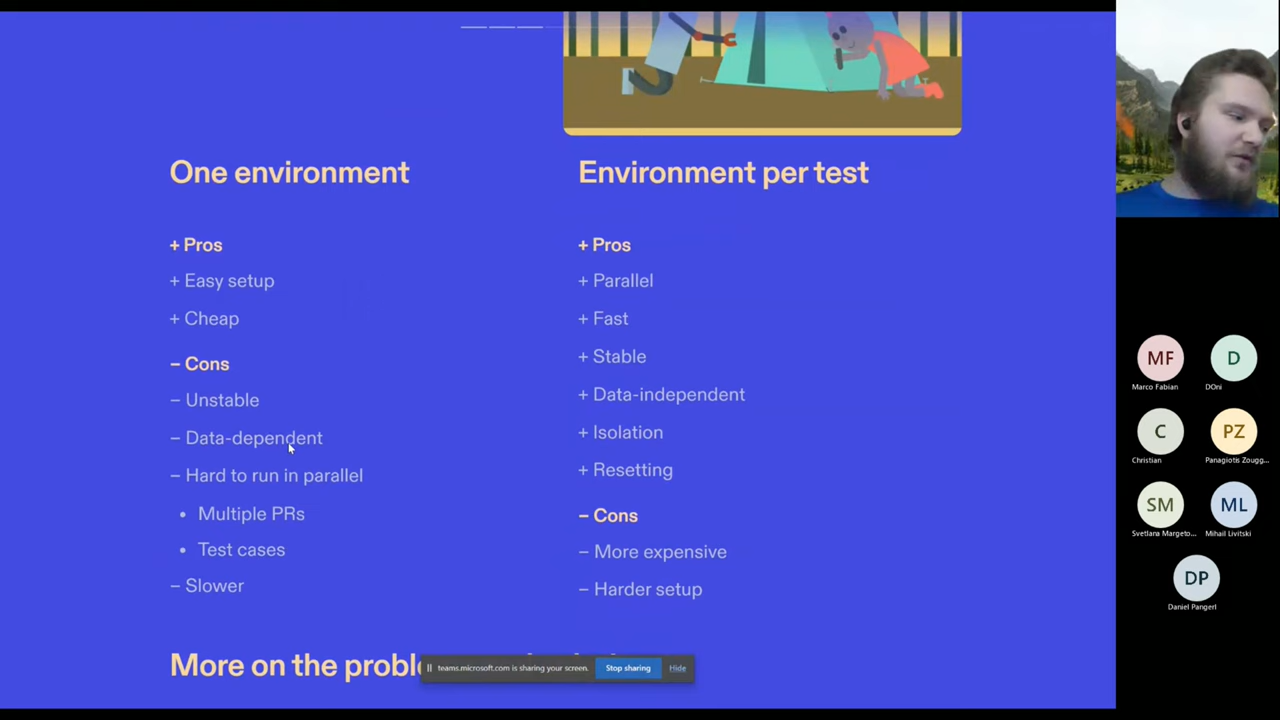 One environment
+ Pros
+ Easy setup
+ Cheap
– Cons
– Unstable
– Data-dependent
– Hard to run in parallel
• Multiple PRs
• Test cases
– Slower
Environment per test
+ Pros
+ Parallel
+ Fast
+ Stable
+ Data-independent
+ Isolation
+ Resetting
– Cons
– More expensive
– Harder setup
More on the
teams.microsoft.com is sharing your screen.
Stop sharing
Hide
MF
Marco Fabian
D
DOni
C
Christian
PZ
Panagiotis Zougg...
SM
Svetlana Margeto...
ML
Mihail Livitski
DP
Daniel Pangerl